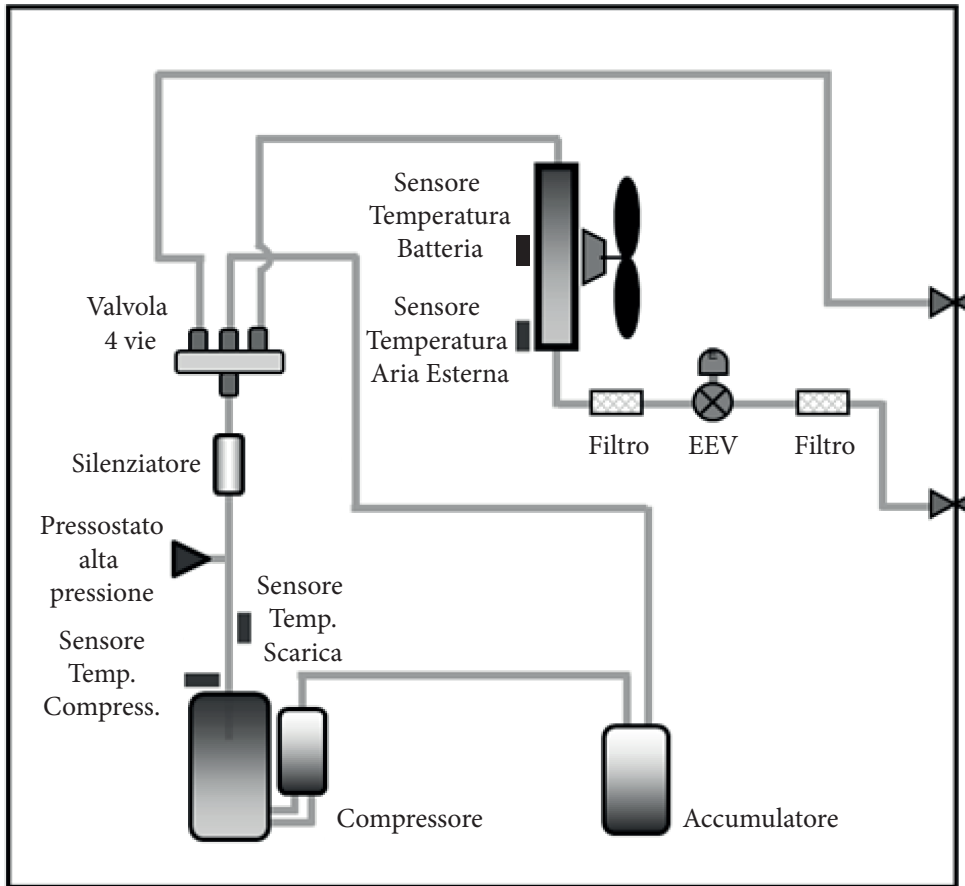 Sensore
Temperatura
Batteria
Sensore
Temperatura
Aria Esterna
Valvola
4 vie
E
Filtro
EEV
Filtro
Silenziatore
Pressostato
alta
pressione
Sensore
Temp.
Scarica
Sensore
Temp.
Compress.
Compressore
Accumulatore